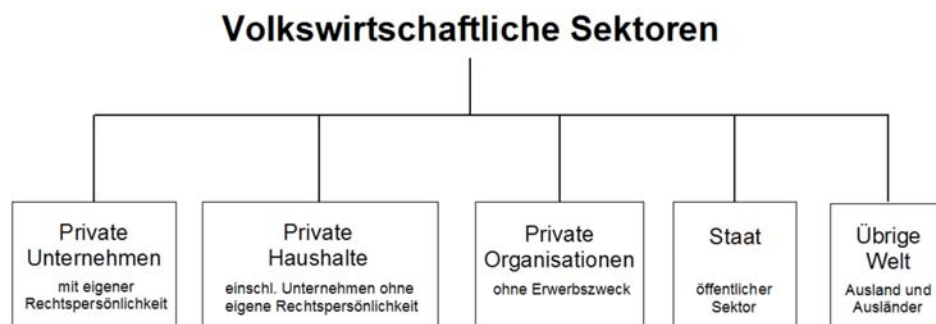 Volkswirtschaftliche Sektoren
Private
Unternehmen
mit eigener
Rechtspersönlichkeit
Private
Haushalte
einschl. Unternehmen ohne
eigene Rechtspersönlichkeit
Private
Organisationen
ohne Erwerbszweck
Staat
öffentlicher
Sektor
Übrige
Welt
Ausland und
Ausländer